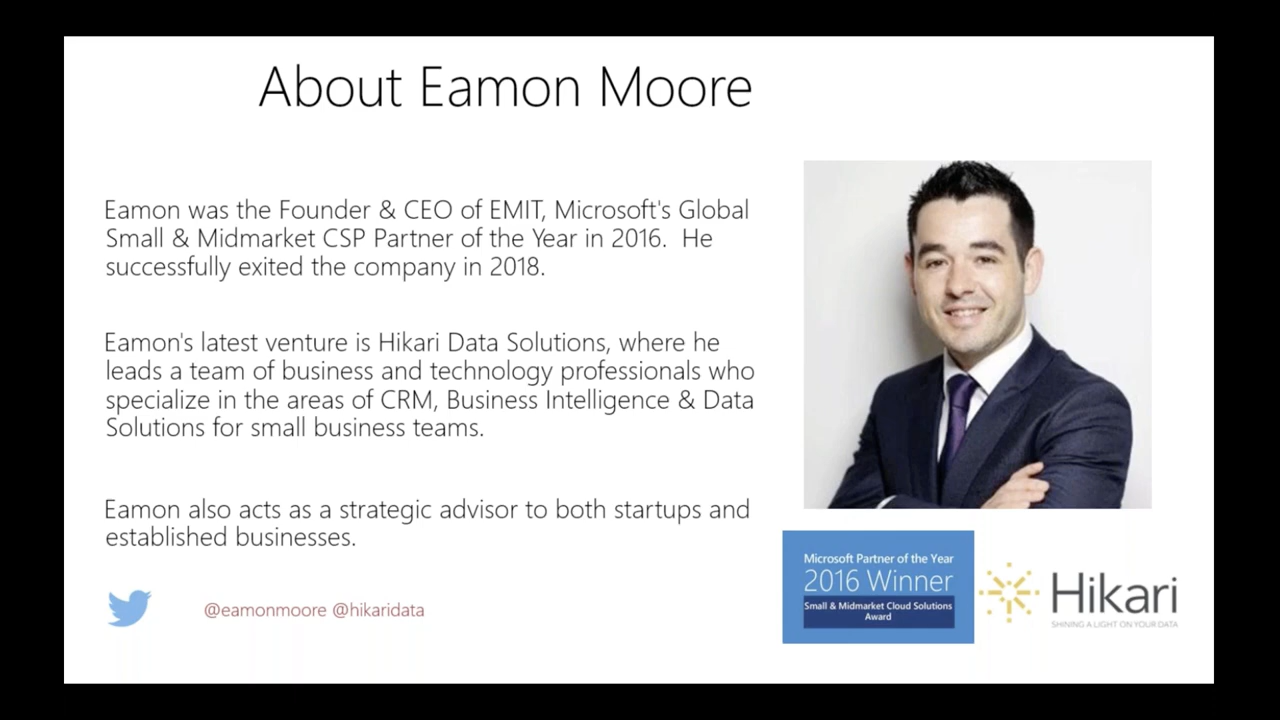 About Eamon Moore
Eamon was the Founder & CEO of EMIT, Microsoft's Global
Small & Midmarket CSP Partner of the Year in 2016. He
successfully exited the company in 2018.
Eamon's latest venture is Hikari Data Solutions, where he
leads a team of business and technology professionals who
specialize in the areas of CRM, Business Intelligence & Data
Solutions for small business teams.
Eamon also acts as a strategic advisor to both startups and
established businesses.
@eamonmoore @hikaridata
Microsoft Partner of the Year
2016 Winner
Small & Midmarket Cloud Solutions
Award
Hikari
SHINING A LIGHT ON YOUR DATA